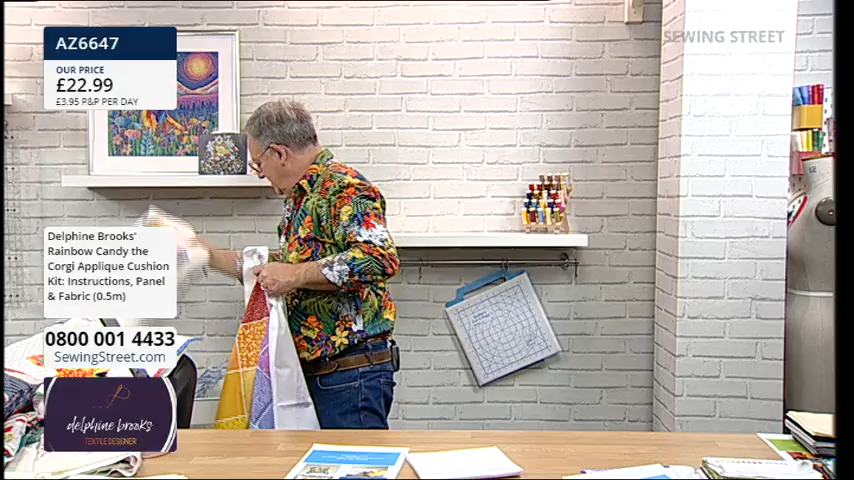 AZ6647
OUR PRICE
£22.99
£3.95 P&P PER DAY
SEWING STREET
Delphine Brooks'
Rainbow Candy the
Corgi Applique Cushion
Kit: Instructions, Panel
& Fabric (0.5m)
0800 001 4433
SewingStreet.com
delphine brooks
TEXTILE DESIGNER